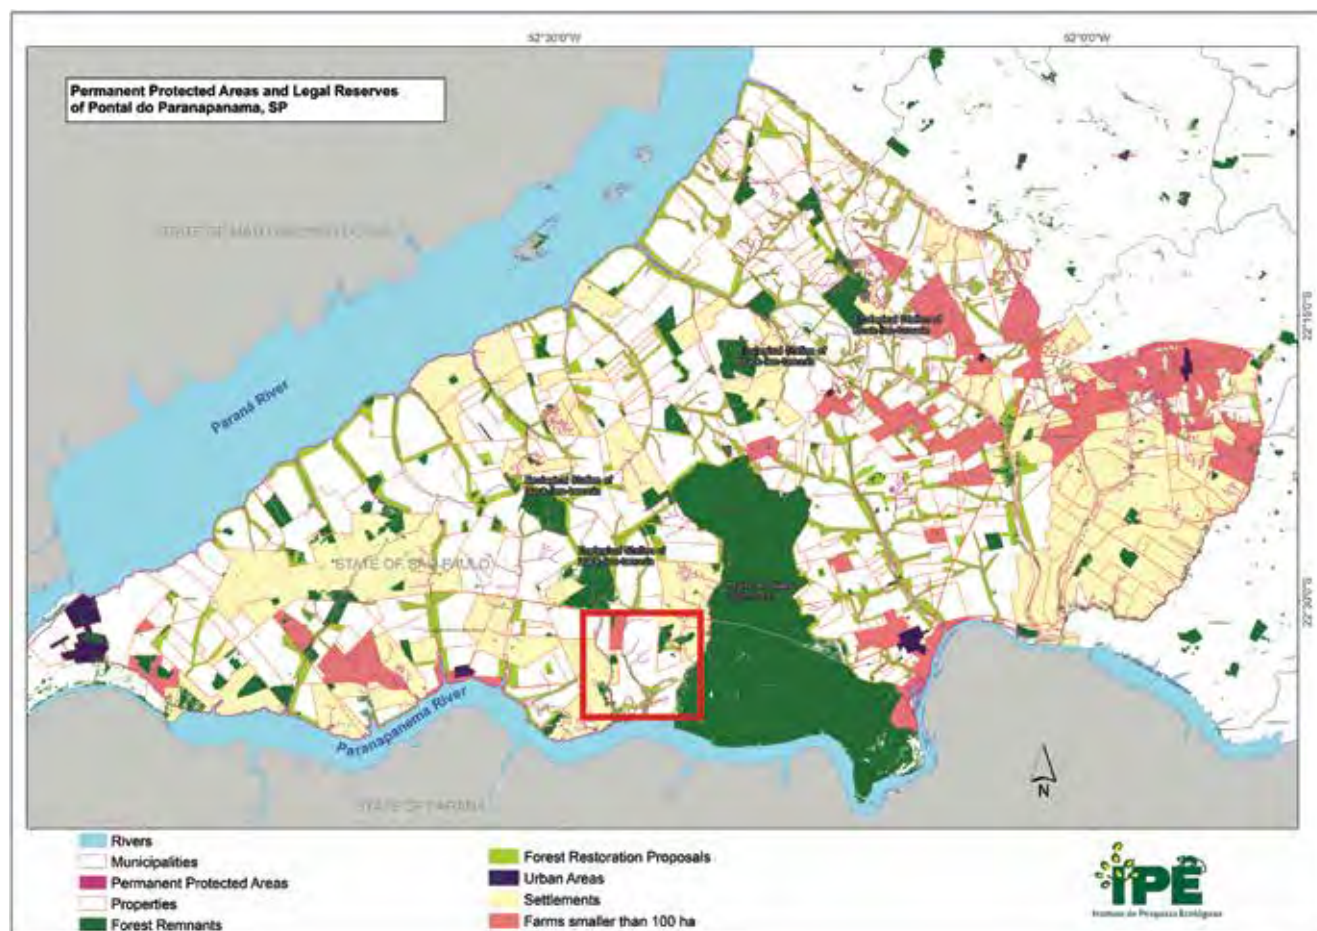 52°30'0"W
52°0'0"W
Permanent Protected Areas and Legal Reserves
of Pontal do Paranapanama, SP
22°15'0"S
Paraná River
STATE OF SÃO PAULO
22°30'0"S
Paranapanema River
STATE OF PARANÁ
N
Rivers
Municipalities
Permanent Protected Areas
Properties
Forest Remnants
Forest Restoration Proposals
Urban Areas
Settlements
Farms smaller than 100 ha
IPÊ
Instituto de Pesquisas Ecológicas